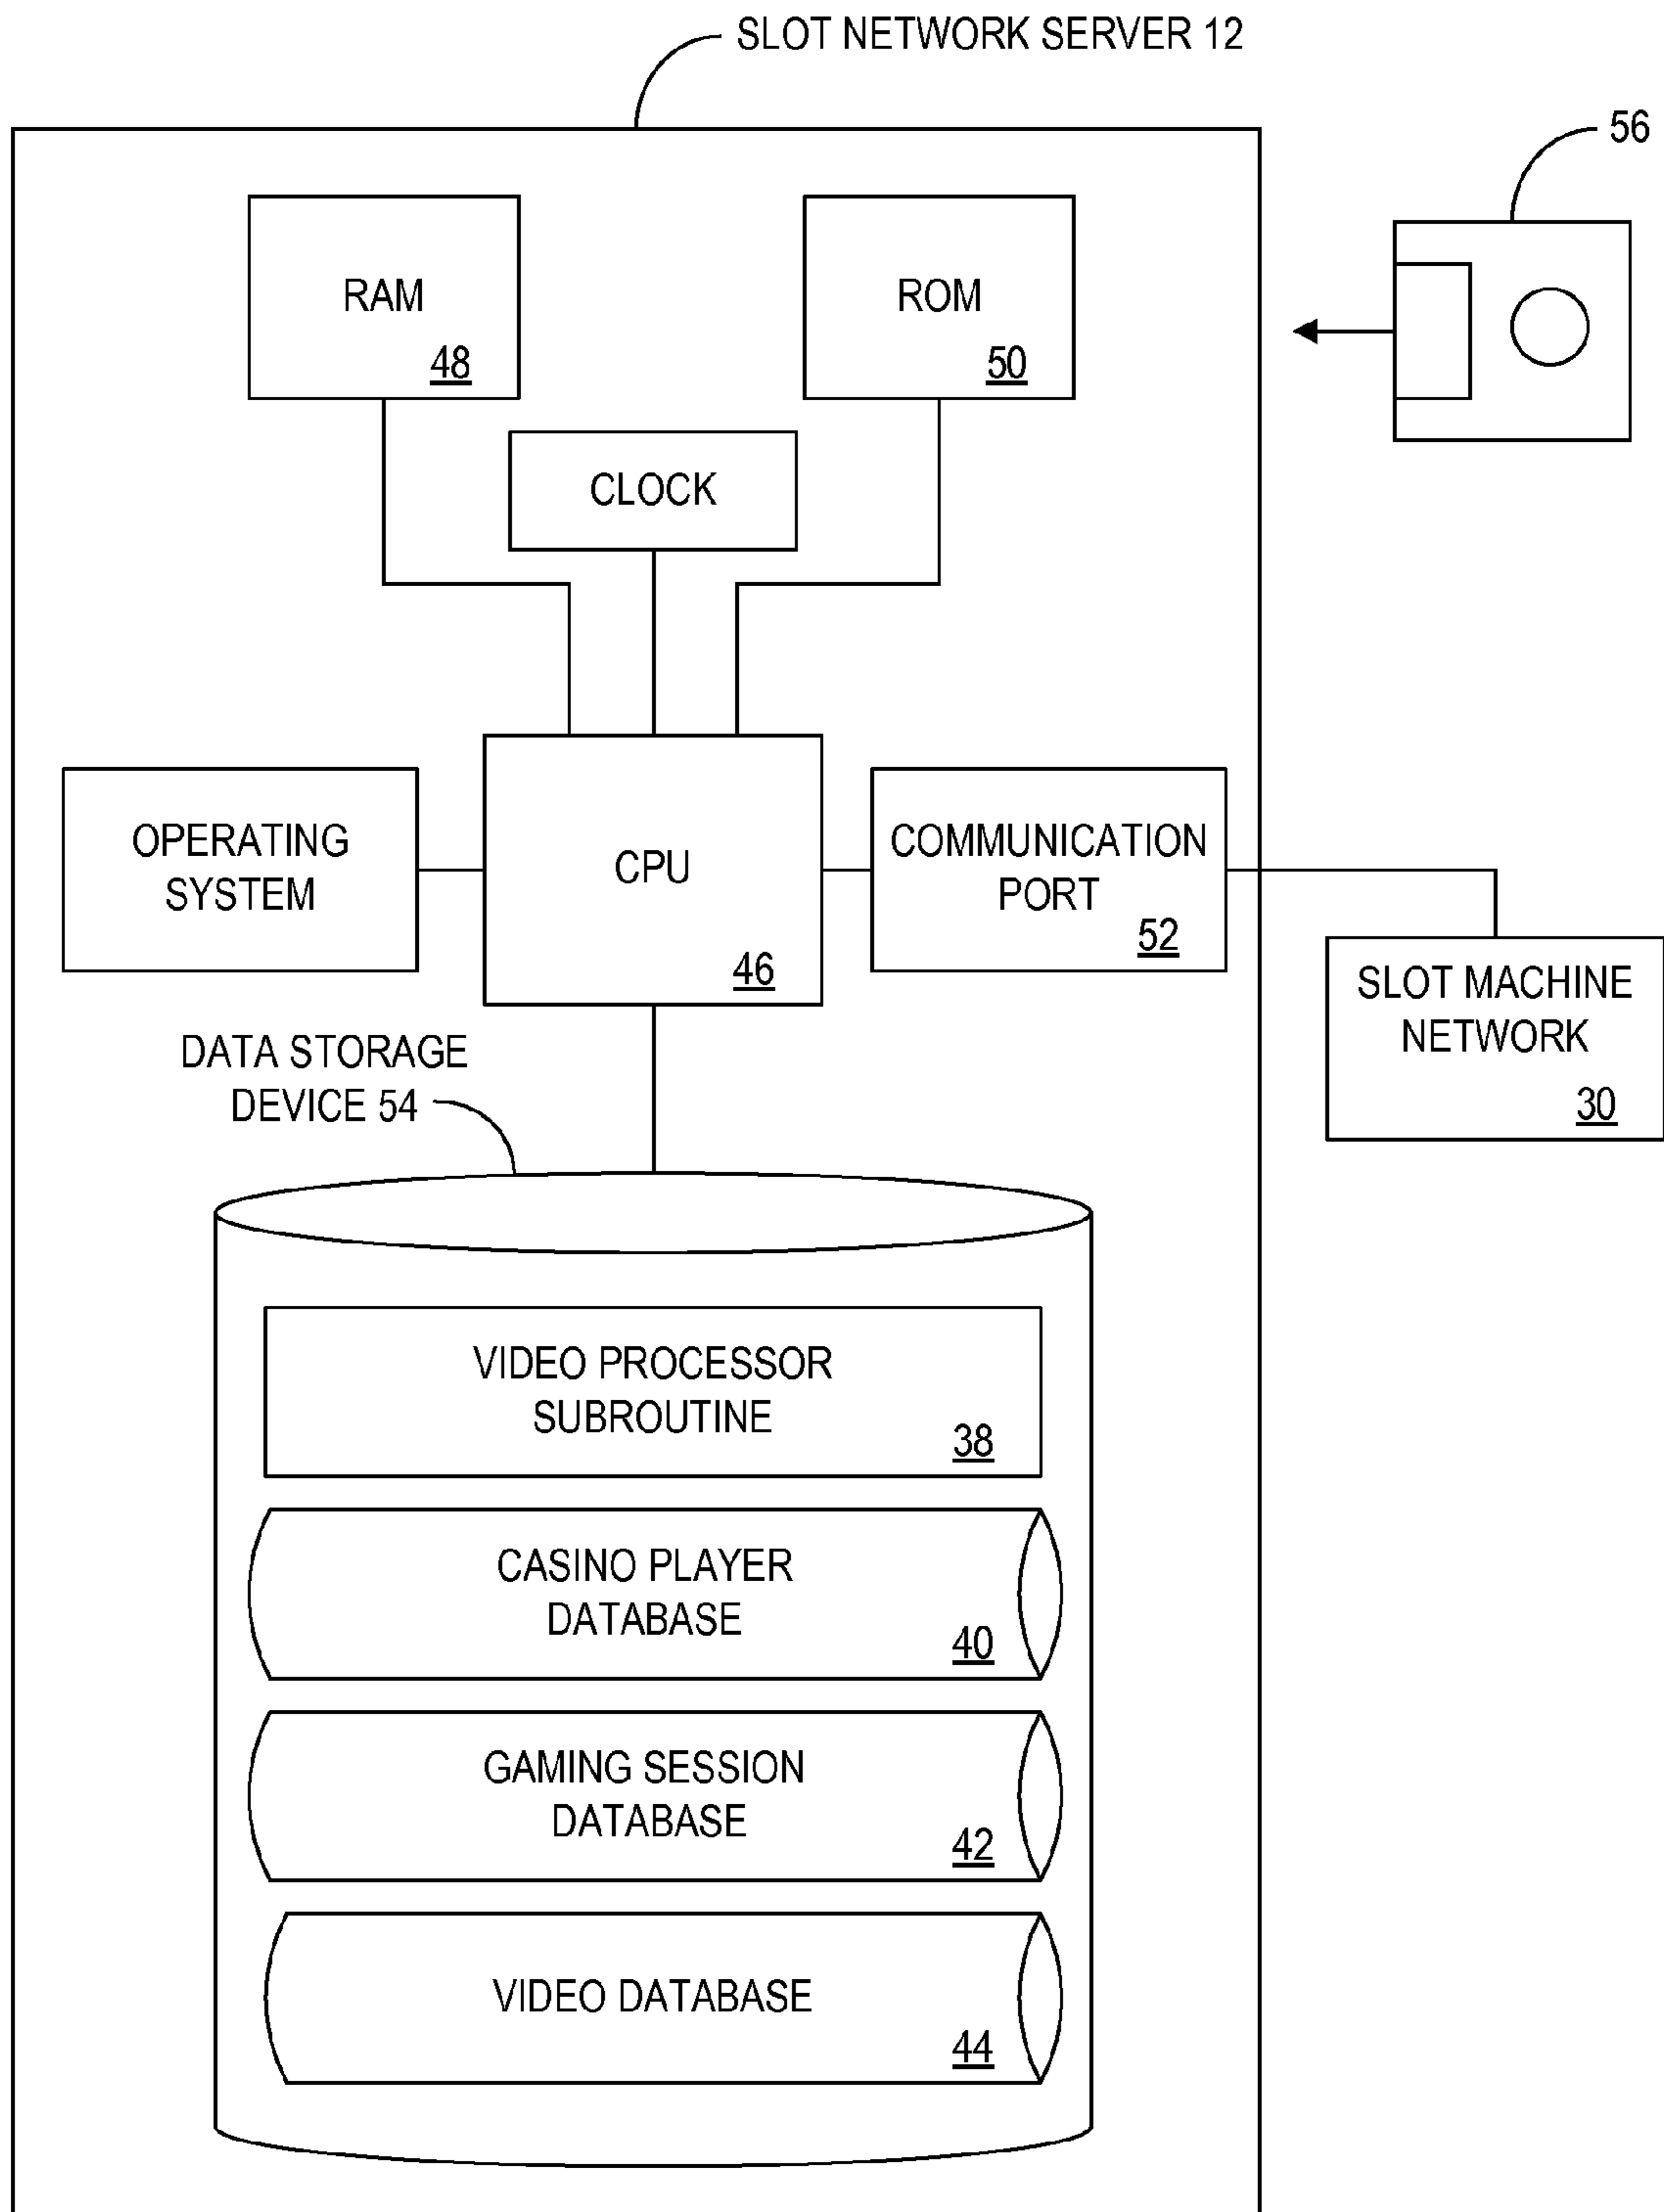 SLOT NETWORK SERVER 12
56
RAM
48
ROM
50
CLOCK
OPERATING
SYSTEM
CPU
46
COMMUNICATION
PORT
52
SLOT MACHINE
NETWORK
30
DATA STORAGE
DEVICE 54
VIDEO PROCESSOR
SUBROUTINE
38
CASINO PLAYER
DATABASE
40
GAMING SESSION
DATABASE
42
VIDEO DATABASE
44